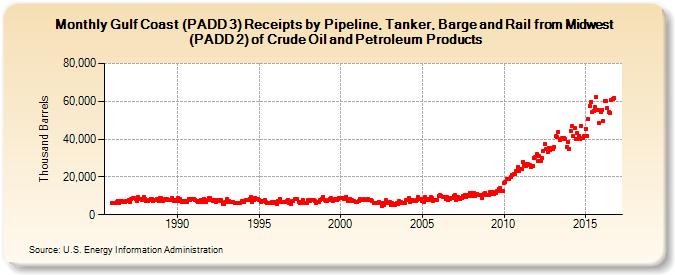 Monthly Gulf Coast (PADD 3) Receipts by Pipeline, Tanker, Barge and Rail from Midwest
(PADD 2) of Crude Oil and Petroleum Products
Thousand Barrels
80,000
60,000
40,000
20,000
0
1990
1995
2000
2005
2010
2015
Source: U.S. Energy Information Administration